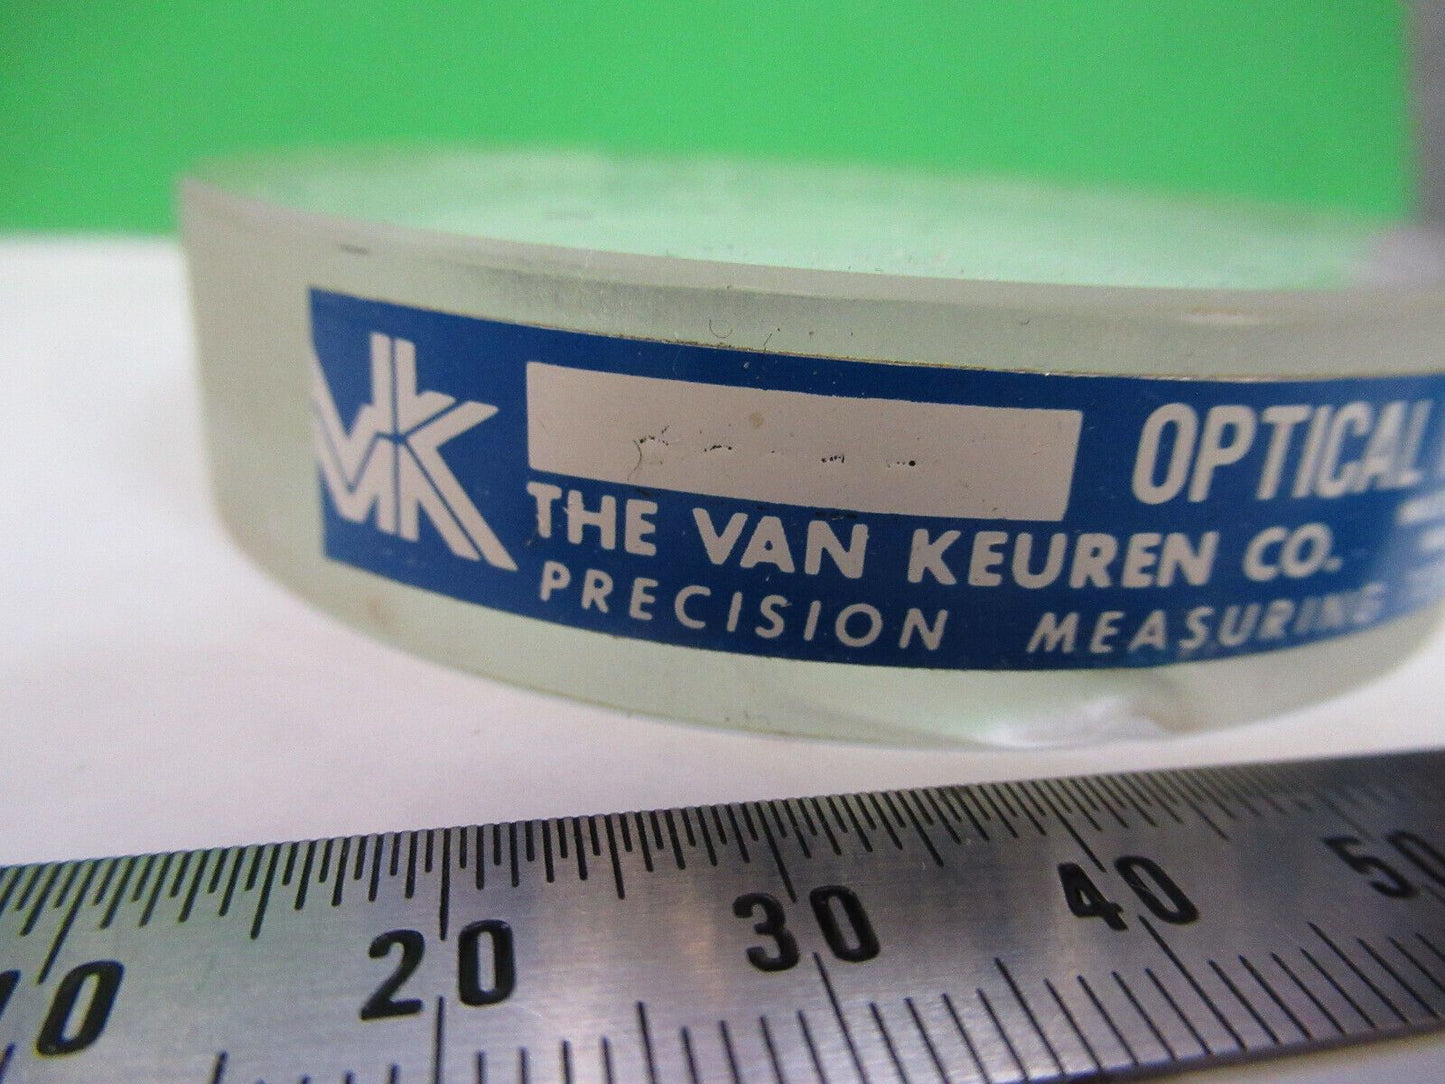 VK
OPTICAL
THE VAN KEUREN CO.
PRECISION MEASURING
10 20 30 40 50